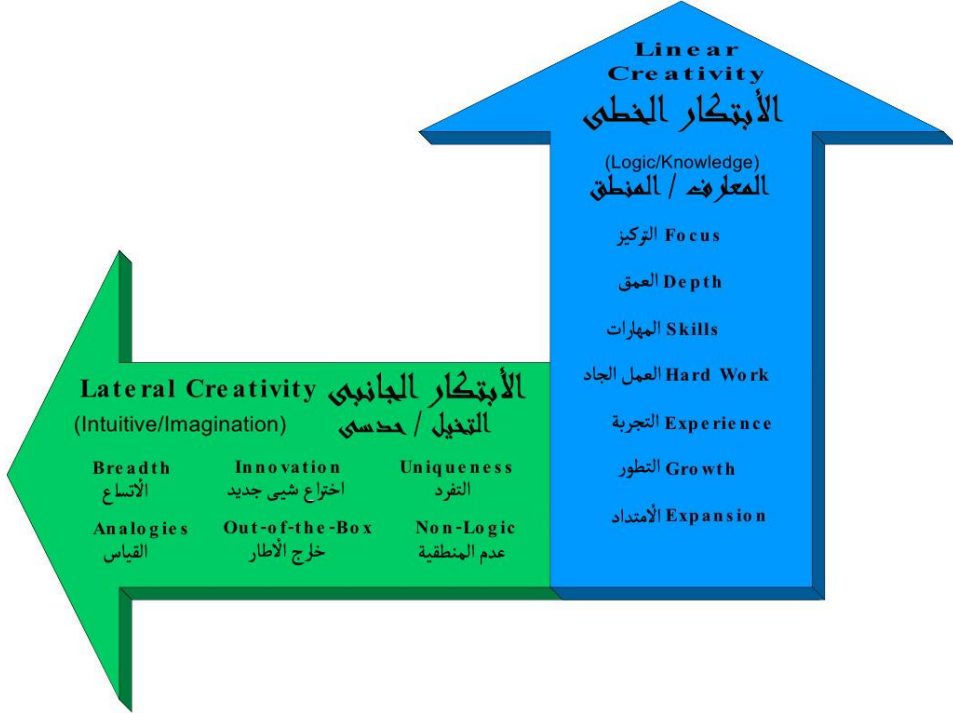 Linear
Creativity
الأبتكار الخطى
(Logic/Knowledge)
المعارف / المنطق
التركيز Focus
العمق Depth
المهارات Skills
العمل الجاد Hard Work
التجربة Experience
التطور Growth
الأمتداد Expansion
Lateral Creativity الأبتكار الجانبى
(Intuitive/Imagination) التخيل / حدسى
Breadth Innovation Uniqueness
الأتساع اختراع شيى جديد التفرد
Analogies Out-of-the-Box Non-Logic
القياس خارج الأطار عدم المنطقية